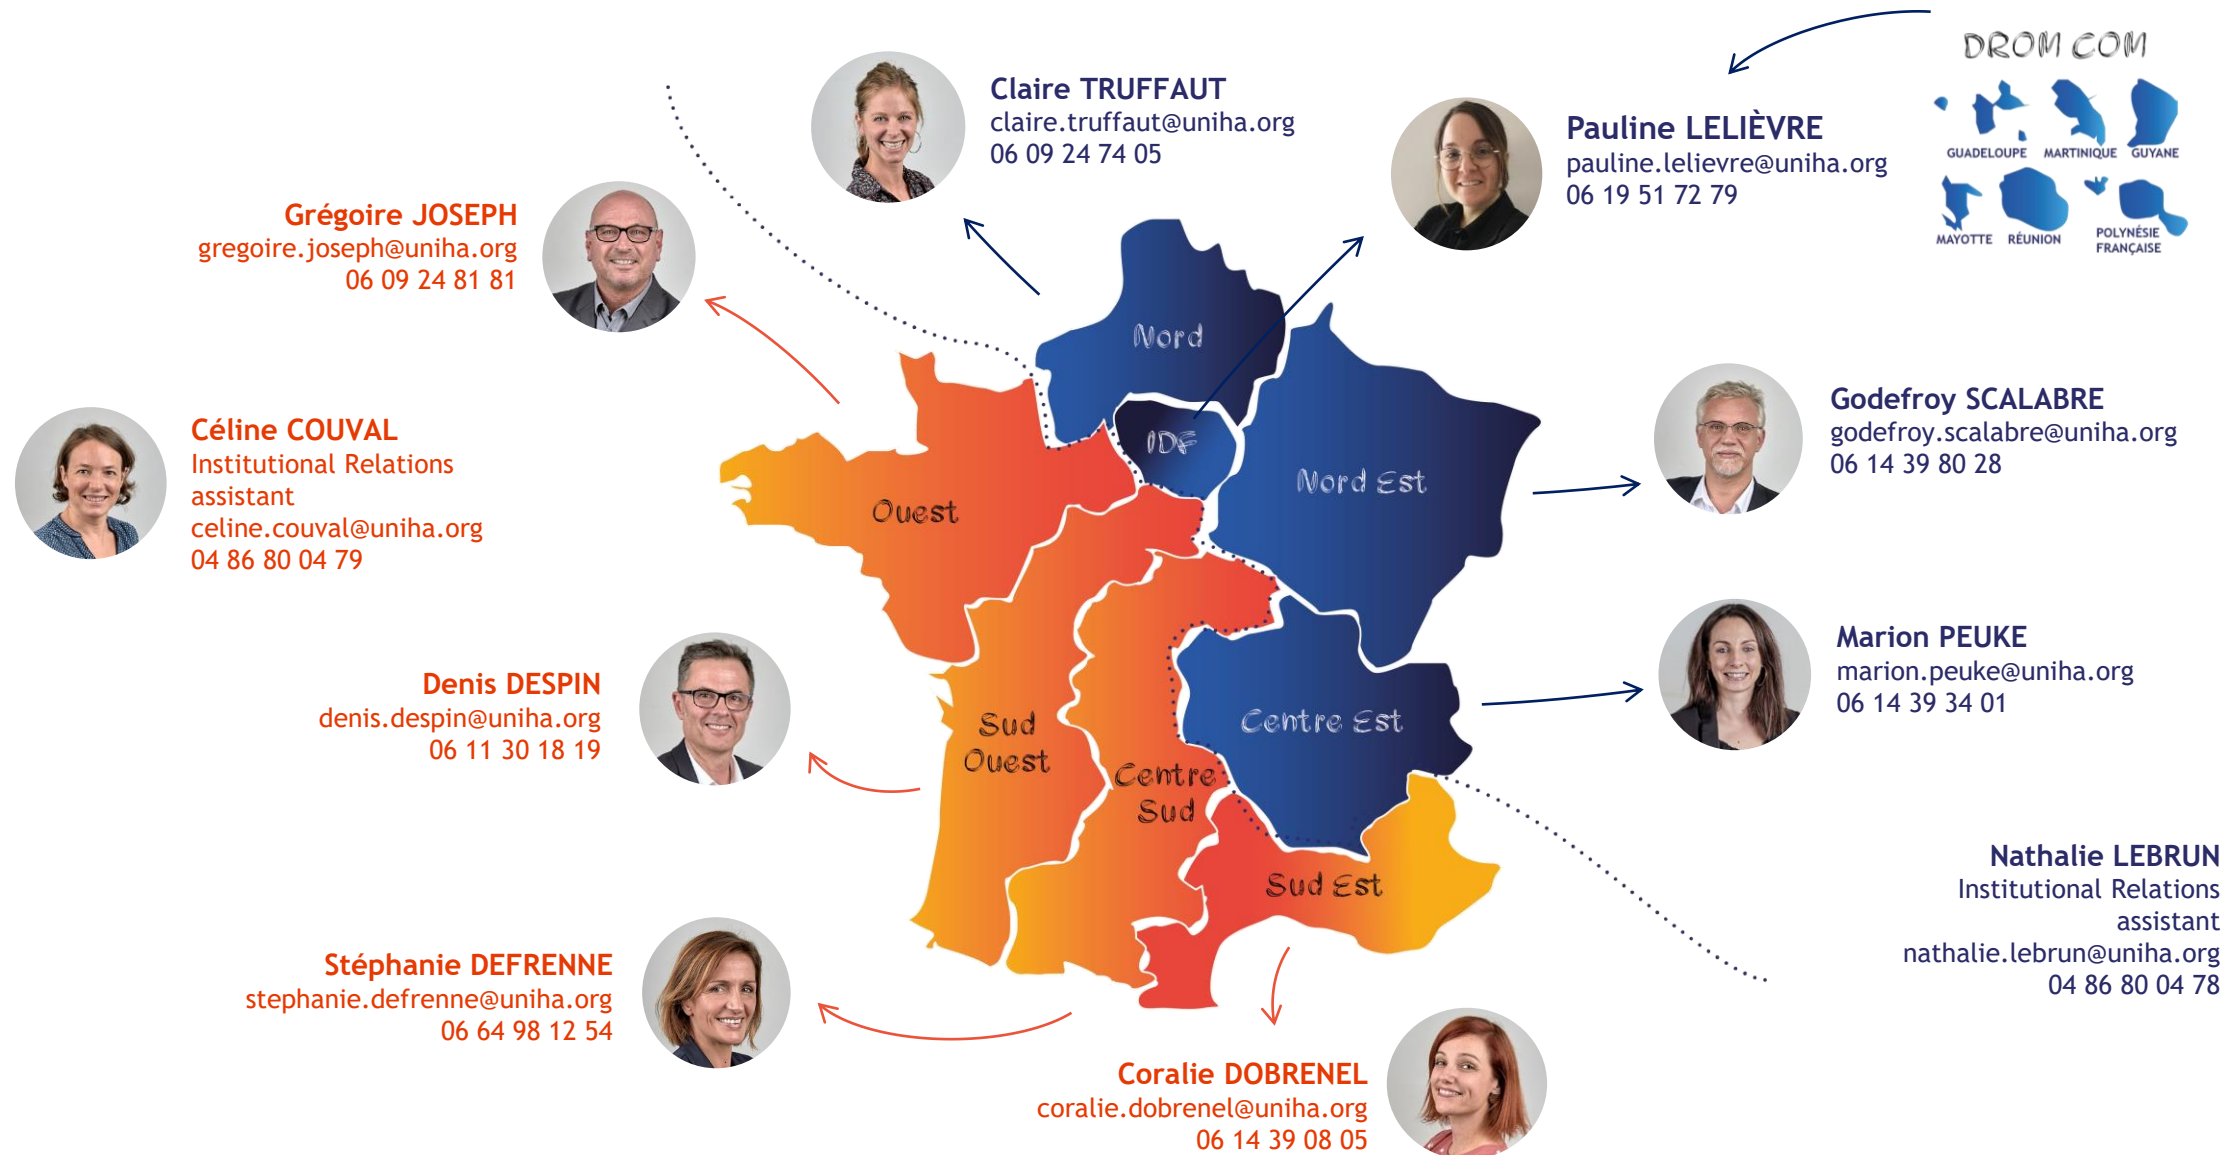 DROM COM
GUADELOUPE MARTINIQUE GUYANE
MAYOTTE RÉUNION POLYNÉSIE
FRANÇAISE
Claire TRUFFAUT
claire.truffaut@uniha.org
06 09 24 74 05
Pauline LELIÈVRE
pauline.lelievre@uniha.org
06 19 51 72 79
Grégoire JOSEPH
gregoire.joseph@uniha.org
06 09 24 81 81
Céline COUVAL
Institutional Relations
assistant
celine.couval@uniha.org
04 86 80 04 79
Nord
IDF
Nord Est
Ouest
Godefroy SCALABRE
godefroy.scalabre@uniha.org
06 14 39 80 28
Marion PEUKE
marion.peuke@uniha.org
06 14 39 34 01
Denis DESPIN
denis.despin@uniha.org
06 11 30 18 19
Sud
Ouest
Centre Est
Centre
Sud
Sud Est
Nathalie LEBRUN
Institutional Relations
assistant
nathalie.lebrun@uniha.org
04 86 80 04 78
Stéphanie DEFRENNE
stephanie.defrenne@uniha.org
06 64 98 12 54
Coralie DOBRENEL
coralie.dobrenel@uniha.org
06 14 39 08 05